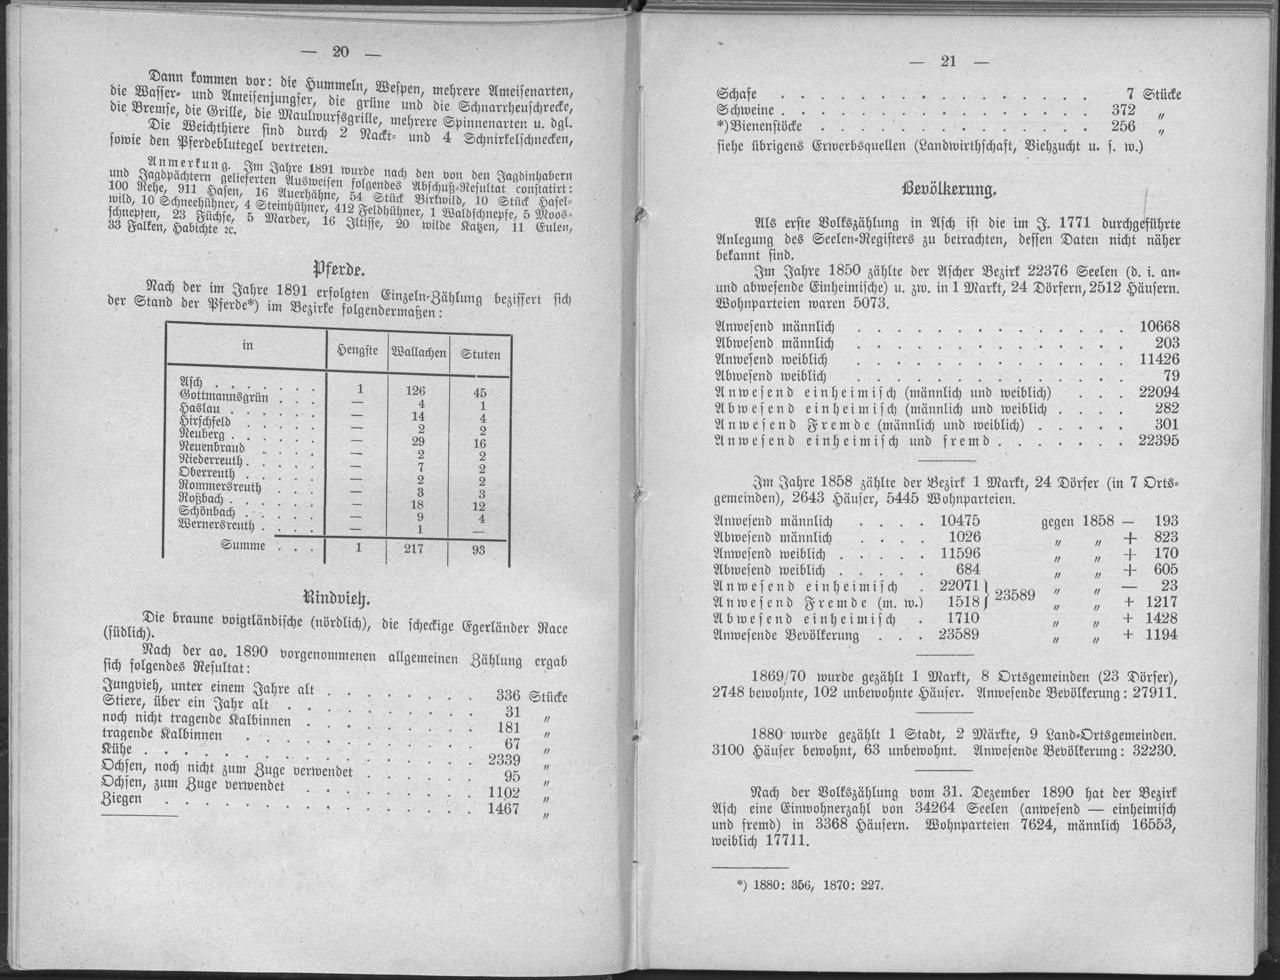 — 20 —
Dann kommen vor: die Hummeln, Wespen, mehrere Ameisenarten,
die Wasser- und Ameisenjungfer, die grüne und die Schnarrheuschrecke,
die Bremse, die Grille, die Maulwurfsgrille, mehrere Spinnenarten u. dgl.
Die Weichthiere sind durch 2 Nackt- und 4 Schnirkelschnecken,
sowie den Pferdeblutegel vertreten.
Anmerkung. Im Jahre 1891 wurde nach den von den Jagdinhabern
und Jagdpächtern gelieferten Ausweisen folgendes Abschuß-Resultat constatirt:
100 Rehe, 911 Hasen, 16 Auerhähne, 54 Stück Birkwild, 10 Stück Hasel-
wild, 10 Schneehühner, 4 Steinhühner, 412 Feldhühner, 1 Waldschnepfe, 5 Moos-
schnepfen, 23 Füchse, 5 Marder, 16 Iltisse, 20 wilde Katzen, 11 Eulen,
33 Falken, Habichte ꝛc.
Pferde.
Nach der im Jahre 1891 erfolgten Einzeln-Zählung beziffert sich
der Stand der Pferde*) im Bezirke folgendermaßen:
in Hengste Wallachen Stuten
Asch . . . . . . . 1 126 45
Gottmannsgrün . . . — 4 1
Haslau . . . . . . — 14 4
Hirschfeld . . . . . — 2 2
Neuberg . . . . . . — 29 16
Neuenbrand . . . . — 2 2
Niederreuth . . . . . — 7 2
Oberreuth . . . . . — 2 2
Rommersreuth . . . — 3 3
Roßbach . . . . . . — 18 12
Schönbach . . . . . — 9 4
Wernersreuth . . . . — 1 —
Summe . . . 1 217 93
Rindvieh.
Die braune voigtländische (nördlich), die scheckige Egerländer Race
(südlich).
Nach der ao. 1890 vorgenommenen allgemeinen Zählung ergab
sich folgendes Resultat:
Jungvieh, unter einem Jahre alt . . . . . . . . 336 Stücke
Stiere, über ein Jahr alt . . . . . . . . . . 31 „
noch nicht tragende Kalbinnen . . . . . . . . . 181 „
tragende Kalbinnen . . . . . . . . . . . . 67 „
Kühe . . . . . . . . . . . . . . . . 2339 „
Ochsen, noch nicht zum Zuge verwendet . . . . . . 95 „
Ochsen, zum Zuge verwendet . . . . . . . . . 1102 „
Ziegen . . . . . . . . . . . . . . . 1467 „
— 21 —
Schafe . . . . . . . . . . . . . . . . 7 Stücke
Schweine . . . . . . . . . . . . . . . 372 „
*)Bienenstöcke . . . . . . . . . . . . . . 256 „
siehe übrigens Erwerbsquellen (Landwirthschaft, Viehzucht u. s. w.)
Bevölkerung.
Als erste Volkszählung in Asch ist die im J. 1771 durchgeführte
Anlegung des Seelen-Registers zu betrachten, dessen Daten nicht näher
bekannt sind.
Im Jahre 1850 zählte der Ascher Bezirk 22376 Seelen (d. i. an-
und abwesende Einheimische) u. zw. in 1 Markt, 24 Dörfern, 2512 Häusern.
Wohnparteien waren 5073.
Anwesend männlich . . . . . . . . . . . . . 10668
Abwesend männlich . . . . . . . . . . . . . 203
Anwesend weiblich . . . . . . . . . . . . . 11426
Abwesend weiblich . . . . . . . . . . . . . 79
Anwesend einheimisch (männlich und weiblich) . . . 22094
Abwesend einheimisch (männlich und weiblich . . . . 282
Anwesend Fremde (männlich und weiblich) . . . . . 301
Anwesend einheimisch und fremd . . . . . . . 22395
Im Jahre 1858 zählte der Bezirk 1 Markt, 24 Dörfer (in 7 Orts-
gemeinden), 2643 Häuser, 5445 Wohnparteien.
Anwesend männlich . . . . 10475 gegen 1858 — 193
Abwesend männlich . . . . 1026 „ „ + 823
Anwesend weiblich . . . . . 11596 „ „ + 170
Abwesend weiblich . . . . . 684 „ „ + 605
Anwesend einheimisch . 22071 } 23589 „ „ — 23
Anwesend Fremde (m. w.) 1518 } „ „ + 1217
Abwesend einheimisch . 1710 „ „ + 1428
Anwesende Bevölkerung . . . 23589 „ „ + 1194
1869/70 wurde gezählt 1 Markt, 8 Ortsgemeinden (23 Dörfer),
2748 bewohnte, 102 unbewohnte Häuser. Anwesende Bevölkerung: 27911.
1880 wurde gezählt 1 Stadt, 2 Märkte, 9 Land-Ortsgemeinden.
3100 Häuser bewohnt, 63 unbewohnt. Anwesende Bevölkerung: 32230.
Nach der Volkszählung vom 31. Dezember 1890 hat der Bezirk
Asch eine Einwohnerzahl von 34264 Seelen (anwesend — einheimisch
und fremd) in 3368 Häusern. Wohnparteien 7624, männlich 16553,
weiblich 17711.
*) 1880: 356, 1870: 227.